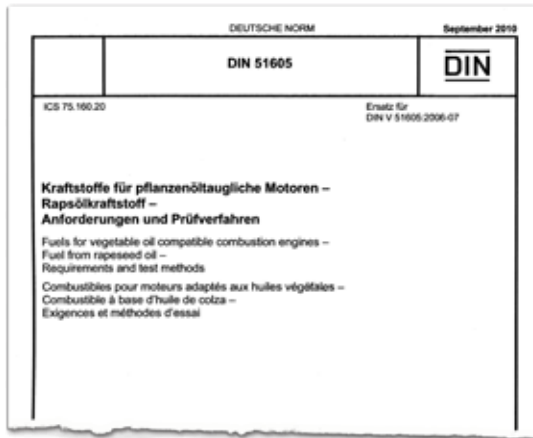 DEUTSCHE NORM
September 2010
DIN 51605
DIN
ICS 75.160.20
Ersatz für
DIN V 51605:2006-07
Kraftstoffe für pflanzenöltaugliche Motoren –
Rapsölkraftstoff –
Anforderungen und Prüfverfahren
Fuels for vegetable oil compatible combustion engines –
Fuel from rapeseed oil –
Requirements and test methods
Combustibles pour moteurs adaptés aux huiles végétales –
Combustible à base d'huile de colza –
Exigences et méthodes d'essai